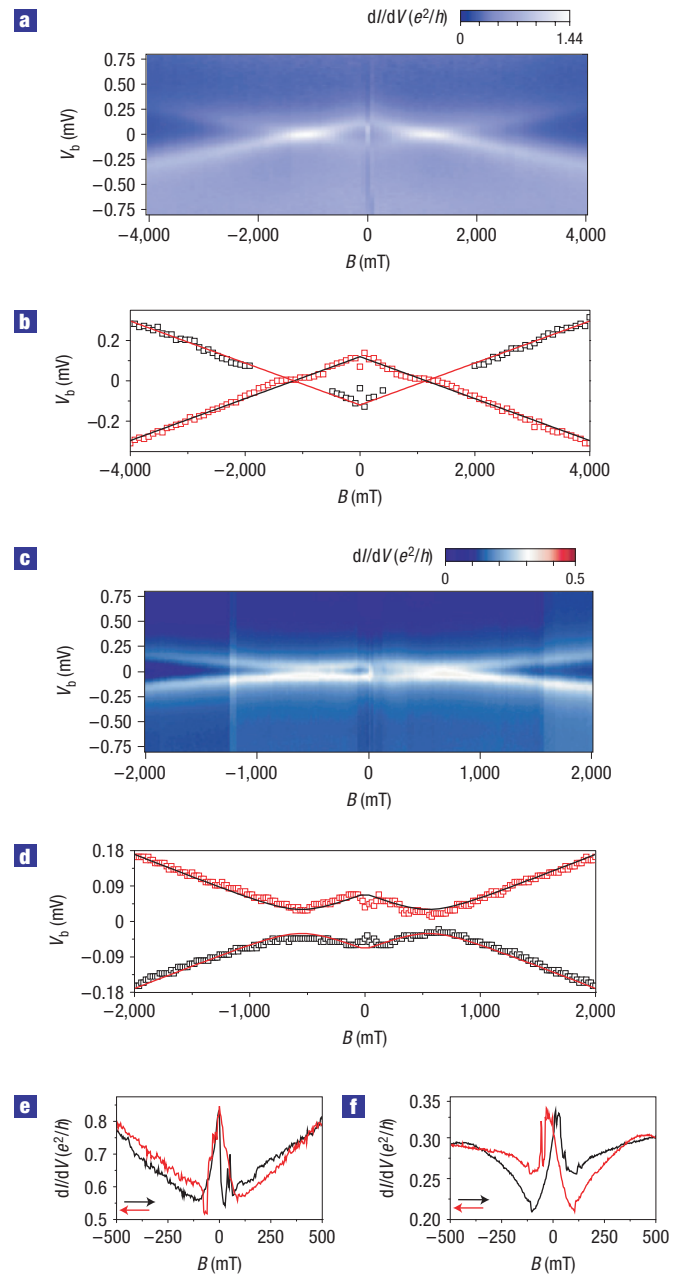 a
dI/dV (e²/h)
0 1.44
0.75
0.50
0.25
0
−0.25
−0.50
−0.75
Vb (mV)
−4,000 −2,000 0 2,000 4,000
B (mT)
b
0.2
0
−0.2
Vb (mV)
−4,000 −2,000 0 2,000 4,000
B (mT)
c
dI/dV (e²/h)
0 0.5
0.75
0.50
0.25
0
−0.25
−0.50
−0.75
Vb (mV)
−2,000 −1,000 0 1,000 2,000
B (mT)
d
0.18
0.09
0
−0.09
−0.18
Vb (mV)
−2,000 −1,000 0 1,000 2,000
B (mT)
e
0.8
0.7
0.6
0.5
dI/dV (e²/h)
−500 −250 0 250 500
B (mT)
f
0.35
0.30
0.25
0.20
dI/dV (e²/h)
−500 −250 0 250 500
B (mT)